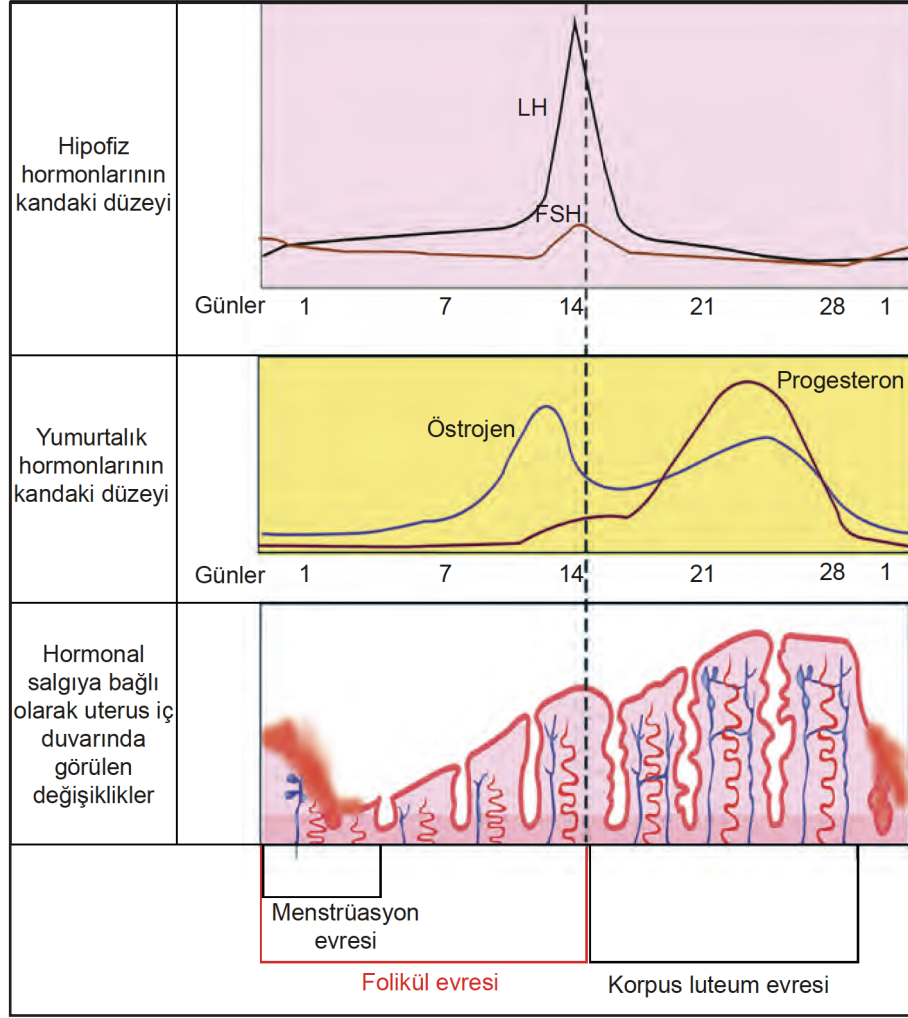 Hipofiz
hormonlarının
kandaki düzeyi
LH
FSH
Günler 1 7 14 21 28 1
Yumurtalık
hormonlarının
kandaki düzeyi
Östrojen
Progesteron
Günler 1 7 14 21 28 1
Hormonal
salgıya bağlı
olarak uterus iç
duvarında
görülen
değişiklikler
Menstrüasyon
evresi
Folikül evresi
Korpus luteum evresi